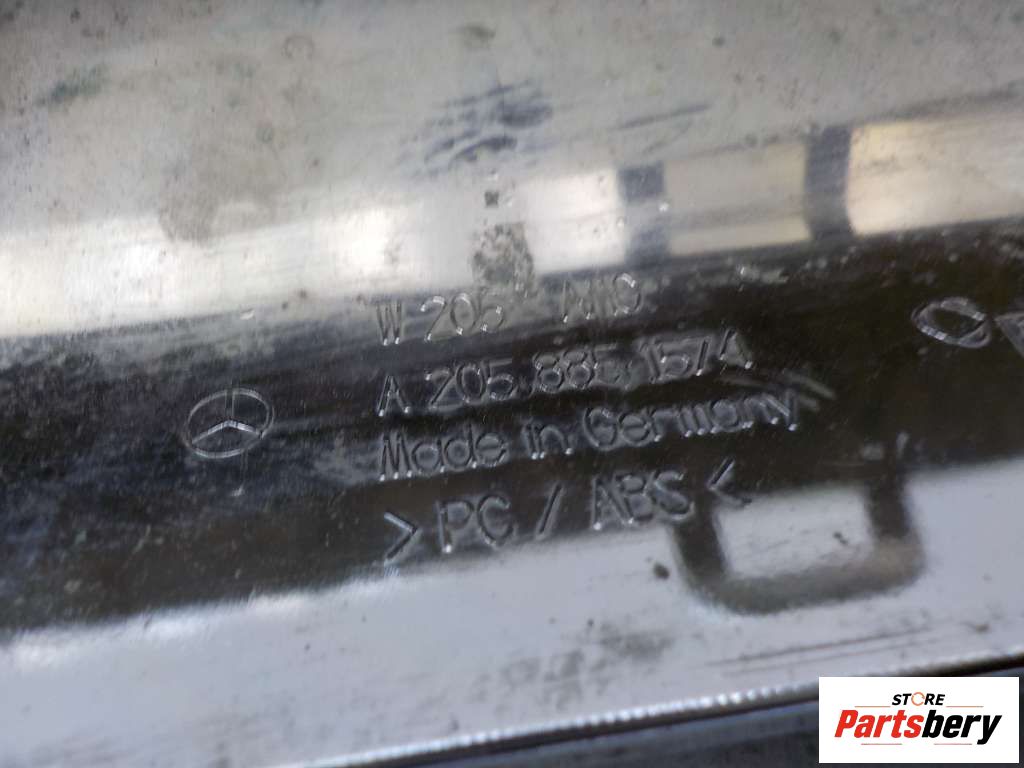 W 205
A 205 885 1574
Made in Germany
>PC / ABS<
STORE
Partsbery